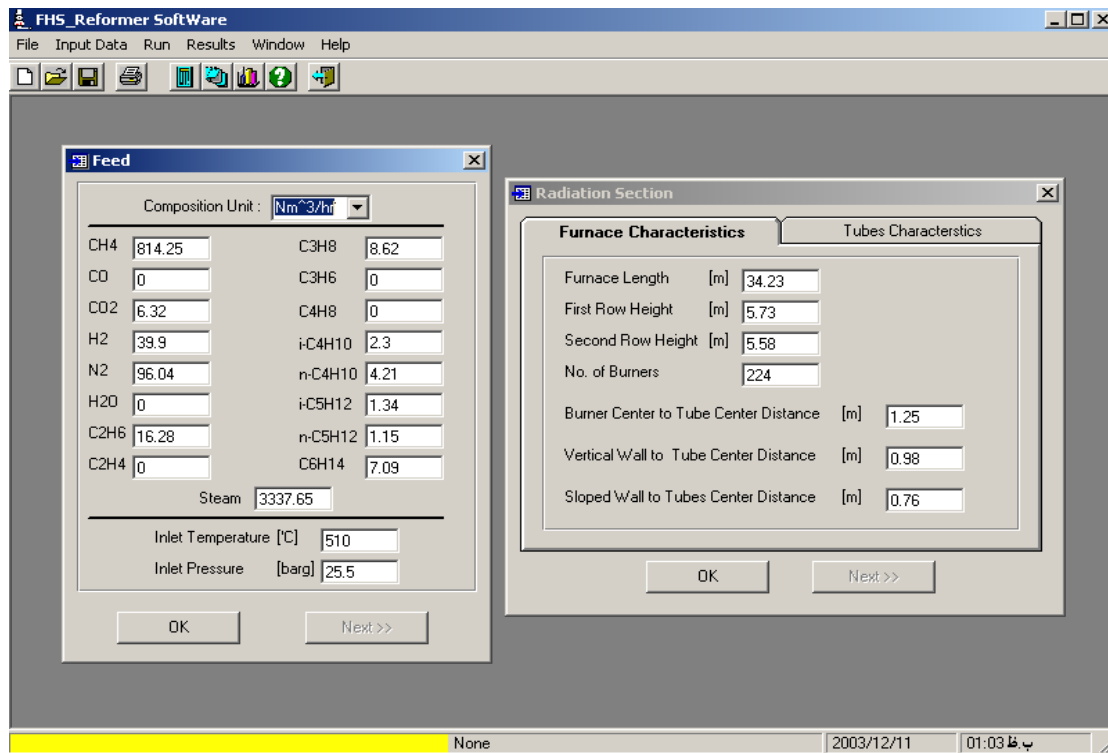 FHS_Reformer SoftWare
File Input Data Run Results Window Help
Feed
Composition Unit : Nm^3/hr
CH4 814.25 C3H8 8.62
CO 0 C3H6 0
CO2 6.32 C4H8 0
H2 39.9 i-C4H10 2.3
N2 96.04 n-C4H10 4.21
H2O 0 i-C5H12 1.34
C2H6 16.28 n-C5H12 1.15
C2H4 0 C6H14 7.09
Steam 3337.65
Inlet Temperature ['C] 510
Inlet Pressure [barg] 25.5
OK Next >>
Radiation Section
Furnace Characteristics Tubes Characterstics
Furnace Length [m] 34.23
First Row Height [m] 5.73
Second Row Height [m] 5.58
No. of Burners 224
Burner Center to Tube Center Distance [m] 1.25
Vertical Wall to Tube Center Distance [m] 0.98
Sloped Wall to Tubes Center Distance [m] 0.76
OK Next >>
None 2003/12/11 01:03 ب.ظ